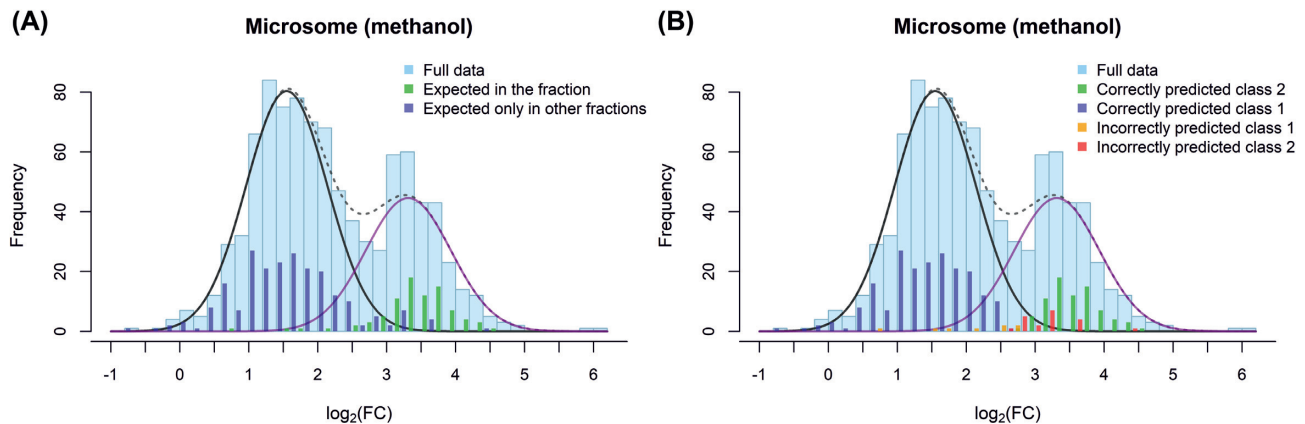 (A)
Microsome (methanol)
Full data
Expected in the fraction
Expected only in other fractions
Frequency
80
60
40
20
0
-1 0 1 2 3 4 5 6
log₂(FC)
(B)
Microsome (methanol)
Full data
Correctly predicted class 2
Correctly predicted class 1
Incorrectly predicted class 1
Incorrectly predicted class 2
Frequency
80
60
40
20
0
-1 0 1 2 3 4 5 6
log₂(FC)